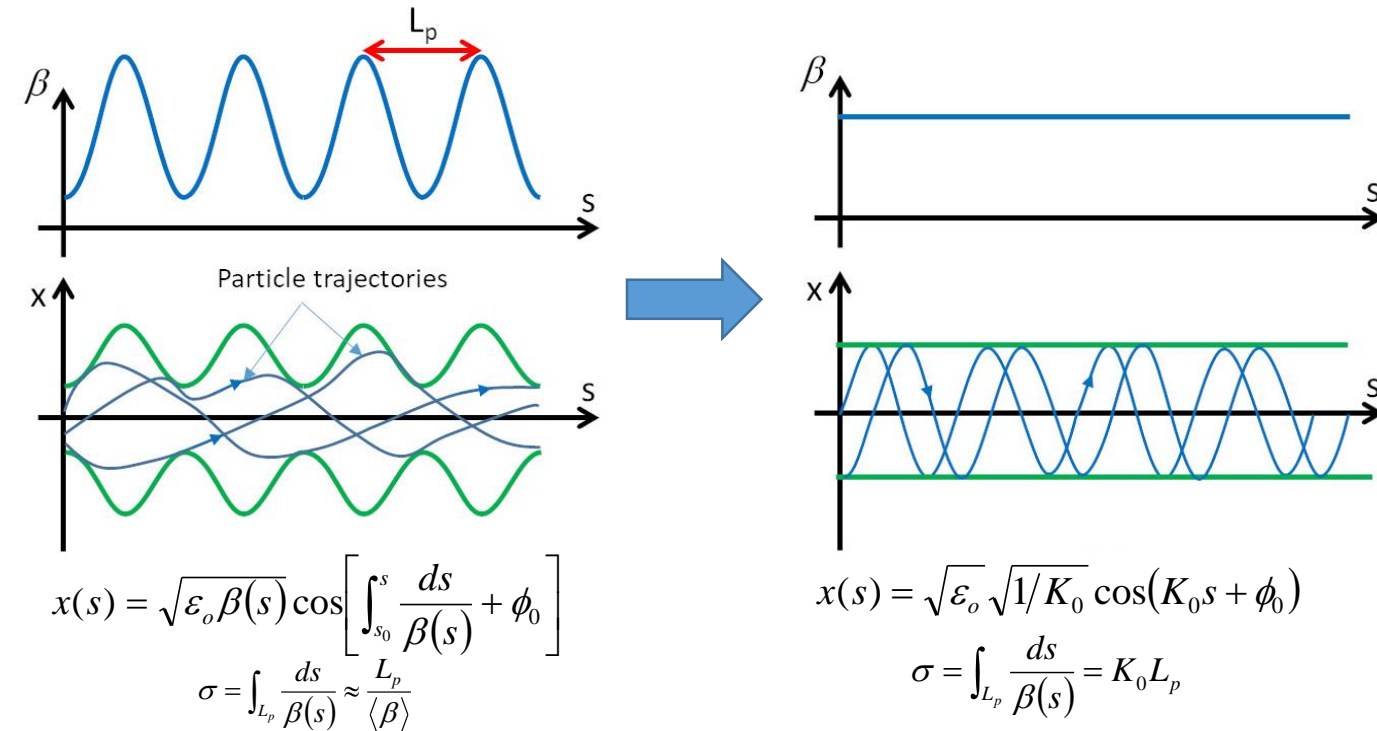 L_p
β
S
Particle trajectories
x
S
x(s) = √(ε_o β(s)) cos[∫_{s_0}^{s} ds/β(s) + ϕ_0]
σ = ∫_{L_p} ds/β(s) ≈ L_p/⟨β⟩
β
S
x
S
x(s) = √ε_o √(1/K_0) cos(K_0 s + ϕ_0)
σ = ∫_{L_p} ds/β(s) = K_0 L_p